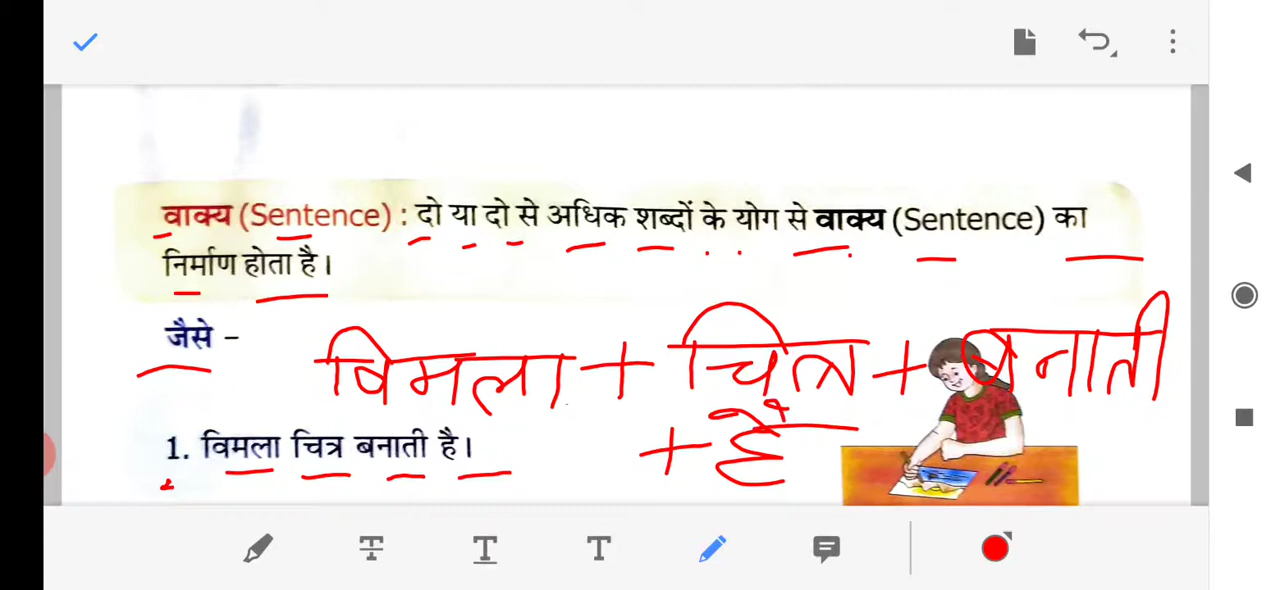 वाक्य (Sentence) : दो या दो से अधिक शब्दों के योग से वाक्य (Sentence) का
निर्माण होता है।
जैसे -
विमला + चित्र + बनाती
+ है
1. विमला चित्र बनाती है।
T T T